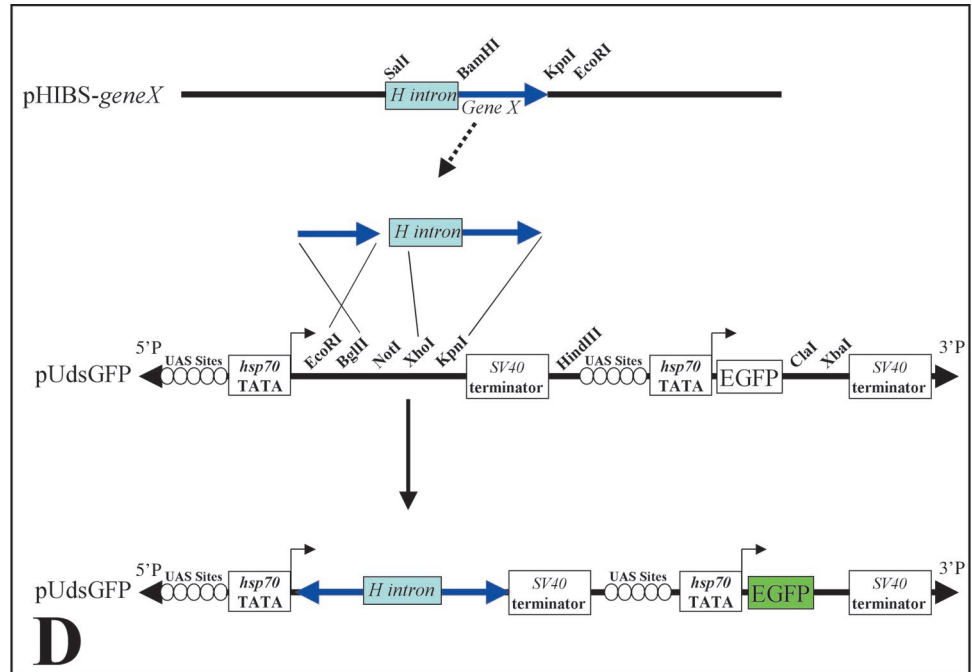 SalI
BamHI
KpnI
EcoRI
pHIBS-geneX
H intron
Gene X
H intron
EcoRI
BglII
NotI
XhoI
KpnI
HindIII
ClaI
XbaI
pUdsGFP
5'P
UAS Sites
hsp70
TATA
SV40
terminator
UAS Sites
hsp70
TATA
EGFP
SV40
terminator
3'P
pUdsGFP
5'P
UAS Sites
hsp70
TATA
H intron
SV40
terminator
UAS Sites
hsp70
TATA
EGFP
SV40
terminator
3'P
D